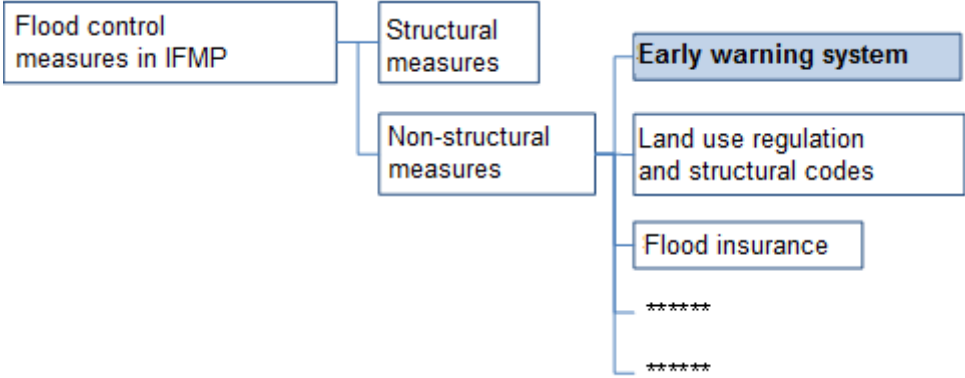 Flood control
measures in IFMP
Structural
measures
Non-structural
measures
Early warning system
Land use regulation
and structural codes
Flood insurance
******
******